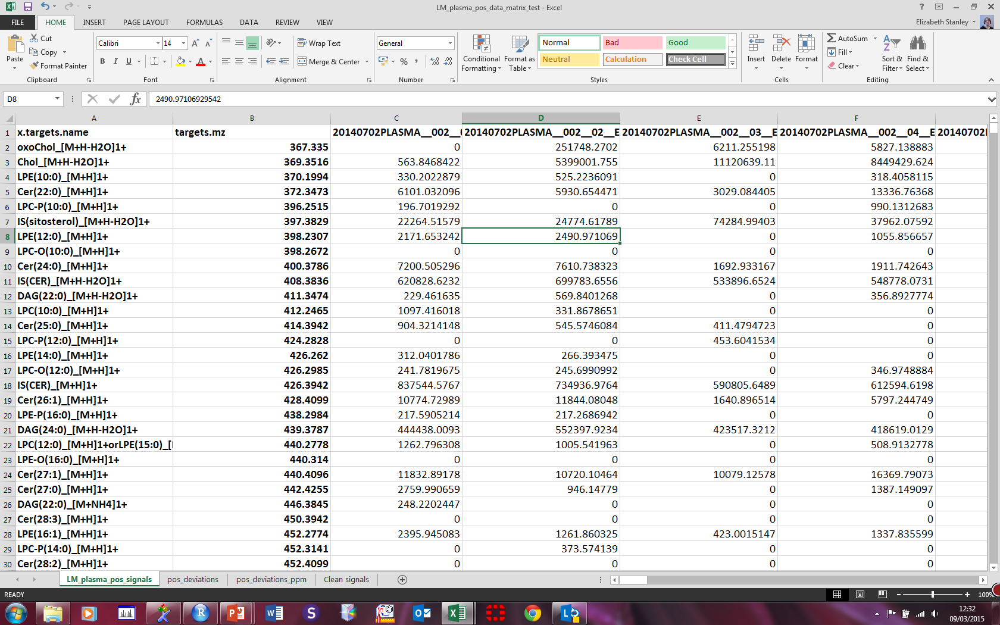 LM_plasma_pos_data_matrix_test - Excel
FILE HOME INSERT PAGE LAYOUT FORMULAS DATA REVIEW VIEW Elizabeth Stanley
Paste Cut Copy Format Painter Clipboard
Calibri 14 B I U A Font
Wrap Text Merge & Center Alignment
General % Number
Conditional Formatting Format as Table
Normal Bad Good
Neutral Calculation Check Cell
Styles
Insert Delete Format Cells
AutoSum Fill Clear Sort & Filter Find & Select Editing
D8 fx 2490.97106929542
A B C D E F
1 x.targets.name targets.mz 20140702PLASMA__002__ 20140702PLASMA__002__02__E 20140702PLASMA__002__03__E 20140702PLASMA__002__04__E 20140702
2 oxoChol_[M+H-H2O]1+ 367.335 0 251748.2702 6211.255198 5827.138883
3 Chol_[M+H-H2O]1+ 369.3516 563.8468422 5399001.755 11120639.11 8449429.624
4 LPE(10:0)_[M+H]1+ 370.1994 330.2022879 525.2236091 0 318.4058115
5 Cer(22:0)_[M+H]1+ 372.3473 6101.032096 5930.654471 3029.084405 13336.76368
6 LPC-P(10:0)_[M+H]1+ 396.2515 196.7019292 0 0 990.1312683
7 IS(sitosterol)_[M+H-H2O]1+ 397.3829 22264.51579 24774.61789 74284.99403 37962.07592
8 LPE(12:0)_[M+H]1+ 398.2307 2171.653242 2490.971069 0 1055.856657
9 LPC-O(10:0)_[M+H]1+ 398.2672 0 0 0 0
10 Cer(24:0)_[M+H]1+ 400.3786 7200.505296 7610.738323 1692.933167 1911.742643
11 IS(CER)_[M+H-H2O]1+ 408.3836 620828.6232 699783.6556 533896.6524 548778.0731
12 DAG(22:0)_[M+H-H2O]1+ 411.3474 229.461635 569.8401268 0 356.8927774
13 LPC(10:0)_[M+H]1+ 412.2465 1097.416018 331.8678651 0 0
14 Cer(25:0)_[M+H]1+ 414.3942 904.3214148 545.5746084 411.4794723 0
15 LPC-P(12:0)_[M+H]1+ 424.2828 0 0 453.6041534 0
16 LPE(14:0)_[M+H]1+ 426.262 312.0401786 266.393475 0 0
17 LPC-O(12:0)_[M+H]1+ 426.2985 241.7819675 245.6990992 0 346.9748884
18 IS(CER)_[M+H]1+ 426.3942 837544.5767 734936.9764 590805.6489 612594.6198
19 Cer(26:1)_[M+H]1+ 428.4099 10774.72989 11844.08048 1640.896514 5797.244749
20 LPE-P(16:0)_[M+H]1+ 438.2984 217.5905214 217.2686942 0 0
21 DAG(24:0)_[M+H-H2O]1+ 439.3787 444438.0093 552397.9234 423517.3212 418619.0129
22 LPC(12:0)_[M+H]1+orLPE(15:0)_[ 440.2778 1262.796308 1005.541963 0 508.9132778
23 LPE-O(16:0)_[M+H]1+ 440.314 0 0 0 0
24 Cer(27:1)_[M+H]1+ 440.4096 11832.89178 10720.10464 10079.12578 16369.79073
25 Cer(27:0)_[M+H]1+ 442.4255 2759.990659 946.14779 0 1387.149097
26 DAG(22:0)_[M+NH4]1+ 446.3845 248.2202447 0 0 0
27 Cer(28:3)_[M+H]1+ 450.3942 0 0 0 0
28 LPE(16:1)_[M+H]1+ 452.2774 2395.945083 1261.860325 423.0015147 1337.835599
29 LPC-P(14:0)_[M+H]1+ 452.3141 0 373.574139 0 0
30 Cer(28:2)_[M+H]1+ 452.4099 0 0 0 0
LM_plasma_pos_signals pos_deviations pos_deviations_ppm Clean signals
READY 100%
12:32
09/03/2015